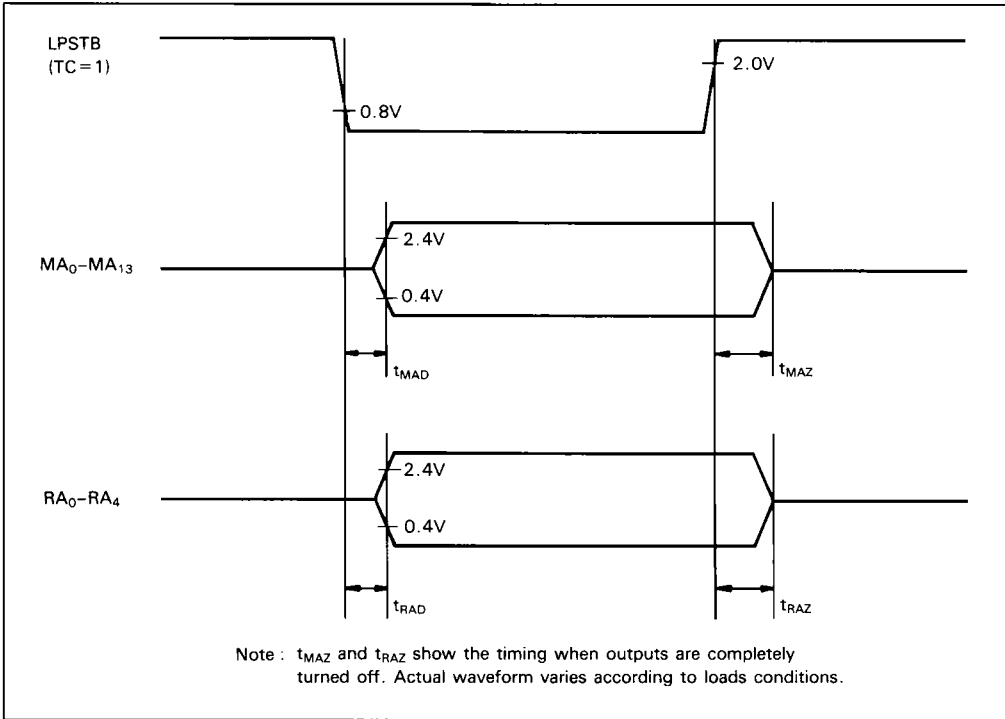 LPSTB
(TC=1)
0.8V
2.0V
MA₀–MA₁₃
2.4V
0.4V
tMAD
tMAZ
RA₀–RA₄
2.4V
0.4V
tRAD
tRAZ
Note : tMAZ and tRAZ show the timing when outputs are completely
turned off. Actual waveform varies according to loads conditions.